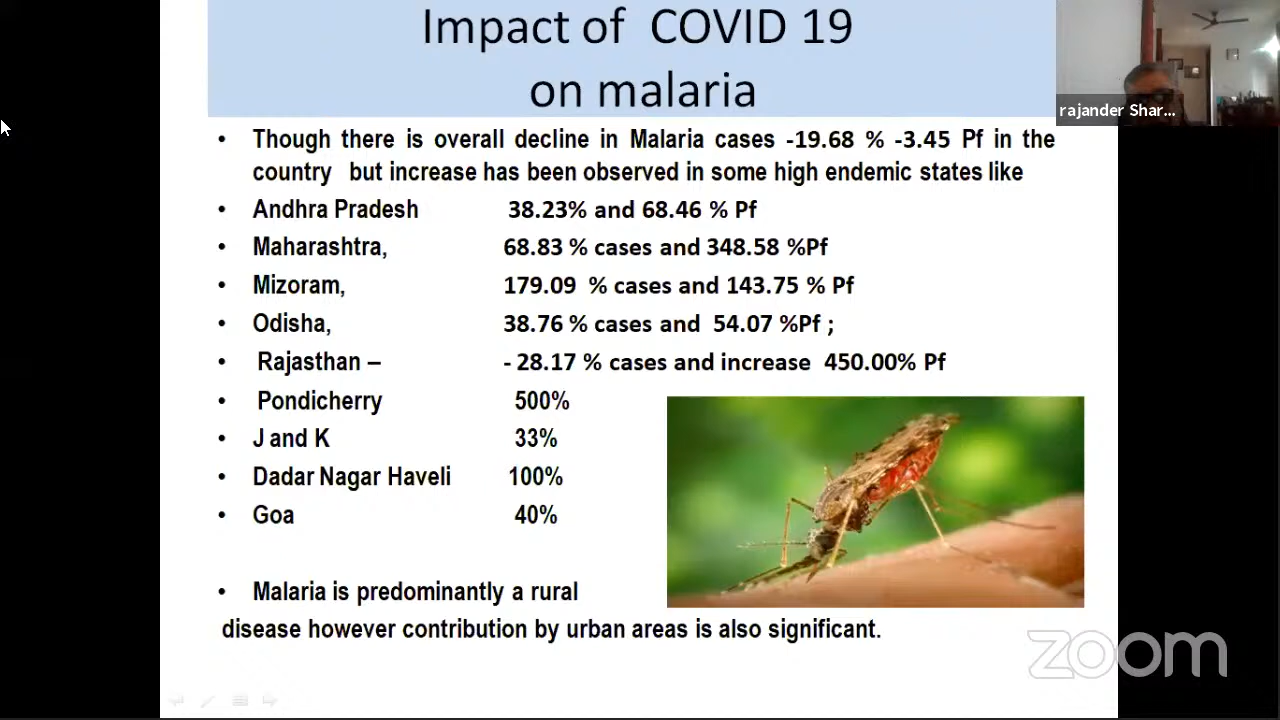 Impact of COVID 19
on malaria
rajander Shar...
• Though there is overall decline in Malaria cases -19.68 % -3.45 Pf in the
country but increase has been observed in some high endemic states like
• Andhra Pradesh 38.23% and 68.46 % Pf
• Maharashtra, 68.83 % cases and 348.58 %Pf
• Mizoram, 179.09 % cases and 143.75 % Pf
• Odisha, 38.76 % cases and 54.07 %Pf ;
• Rajasthan – - 28.17 % cases and increase 450.00% Pf
• Pondicherry 500%
• J and K 33%
• Dadar Nagar Haveli 100%
• Goa 40%
• Malaria is predominantly a rural
disease however contribution by urban areas is also significant.
zoom